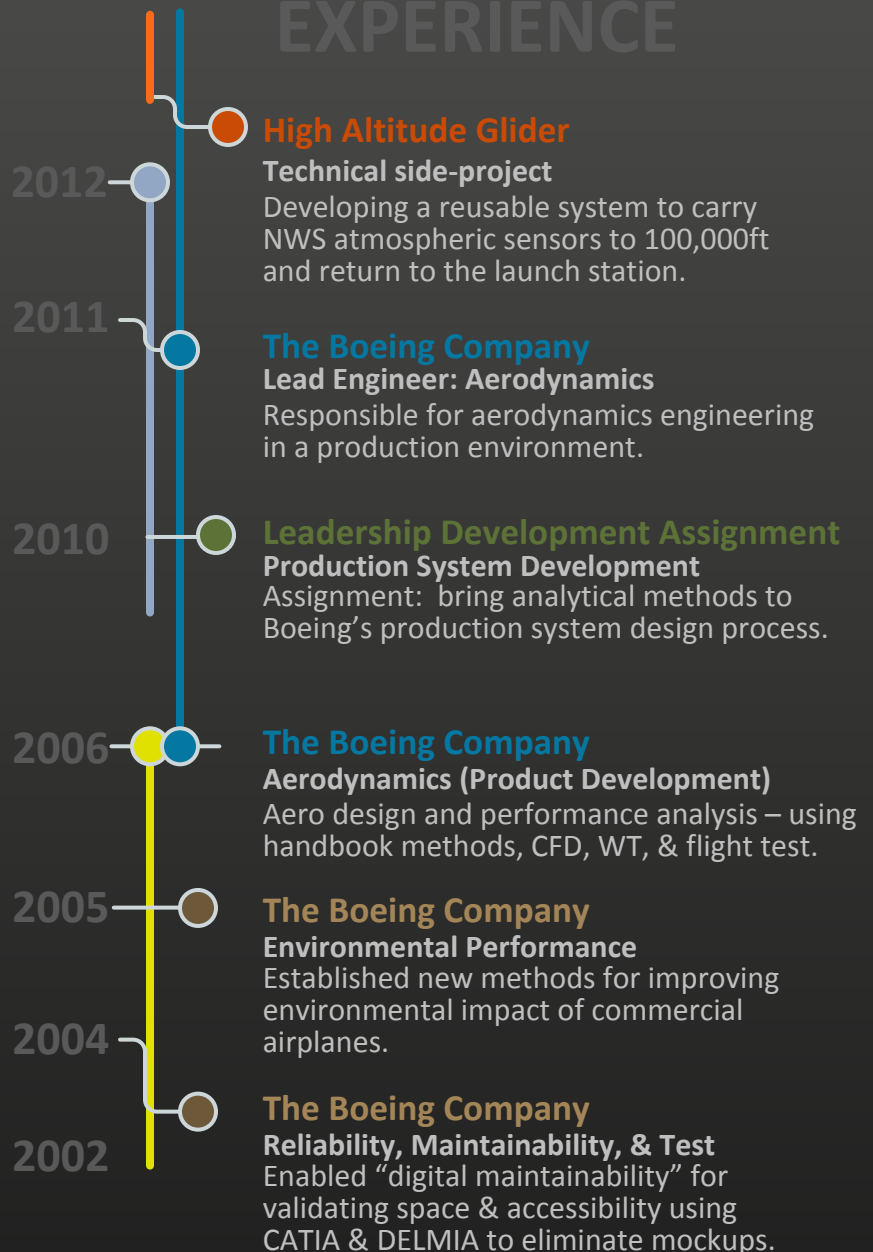 EXPERIENCE
High Altitude Glider
2012
Technical side-project
Developing a reusable system to carry
NWS atmospheric sensors to 100,000ft
and return to the launch station.
2011
The Boeing Company
Lead Engineer: Aerodynamics
Responsible for aerodynamics engineering
in a production environment.
2010
Leadership Development Assignment
Production System Development
Assignment:  bring analytical methods to
Boeing’s production system design process.
2006
The Boeing Company
Aerodynamics (Product Development)
Aero design and performance analysis – using
handbook methods, CFD, WT, & flight test.
2005
The Boeing Company
Environmental Performance
Established new methods for improving
environmental impact of commercial
airplanes.
2004
The Boeing Company
2002
Reliability, Maintainability, & Test
Enabled “digital maintainability” for
validating space & accessibility using
CATIA & DELMIA to eliminate mockups.